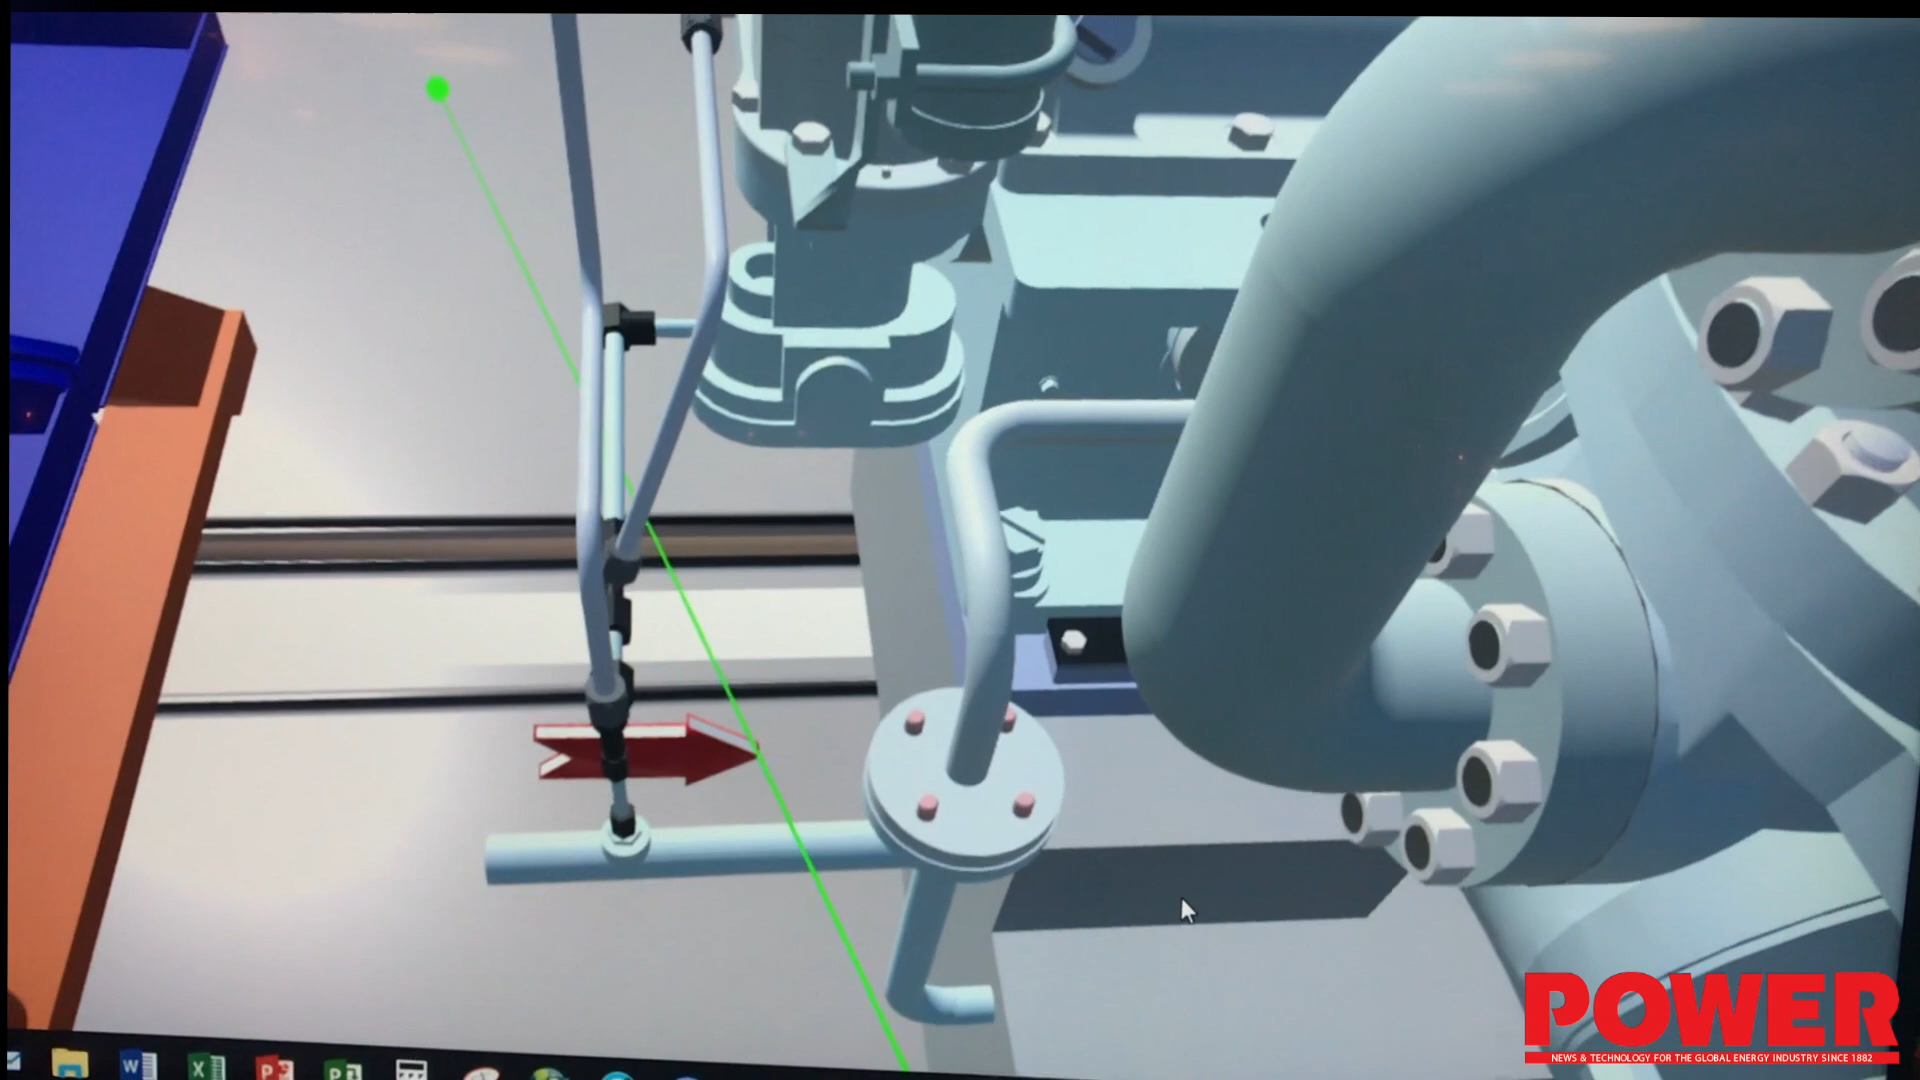 W
X
P
P
POWER
NEWS & TECHNOLOGY FOR THE GLOBAL ENERGY INDUSTRY SINCE 1882